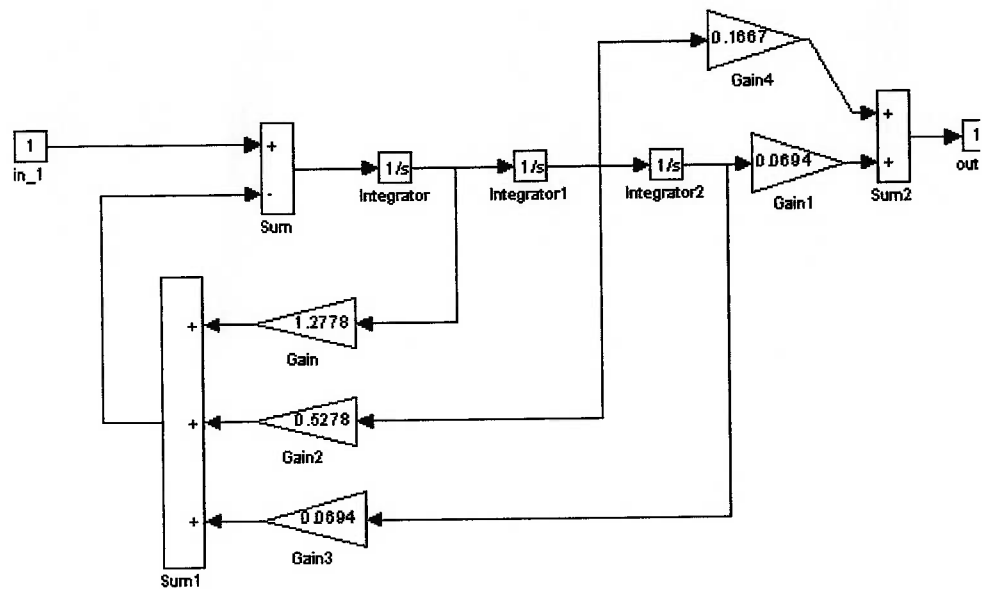 0.1667
Gain4
1
in_1
+
-
Sum
1/s
Integrator
1/s
Integrator1
1/s
Integrator2
0.0694
Gain1
+
+
Sum2
1
out
+
+
+
Sum1
1.2778
Gain
0.5278
Gain2
0.0694
Gain3